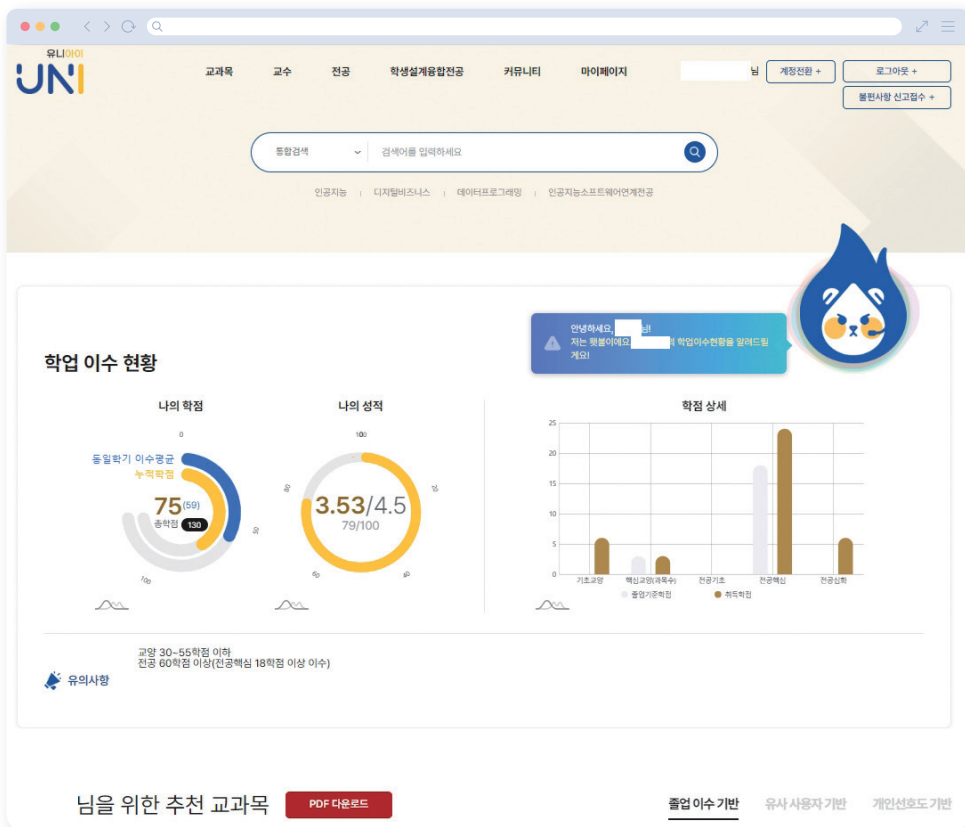 유니아이
UNI
교과목 교수 전공 학생설계융합전공 커뮤니티 마이페이지 님 계정전환 + 로그아웃 +
불편사항 신고접수 +
통합검색 검색어를 입력하세요
인공지능 디지털비즈니스 데이터프로그래밍 인공지능소프트웨어연계전공
안녕하세요, 님!
저는 횃불이예요. 의 학업이수현황을 알려드릴
게요!
학업 이수 현황
나의 학점
0
동일학기 이수평균
누적학점
75(59)
총학점 130
50
100
나의 성적
100
0
20
40
60
80
3.53/4.5
79/100
학점 상세
25
20
15
10
5
0
기초교양 핵심교양(과목수) 전공기초 전공핵심 전공심화
졸업기준학점 취득학점
유의사항
교양 30~55학점 이하
전공 60학점 이상(전공핵심 18학점 이상 이수)
님을 위한 추천 교과목 PDF 다운로드 졸업 이수 기반 유사 사용자 기반 개인선호도 기반